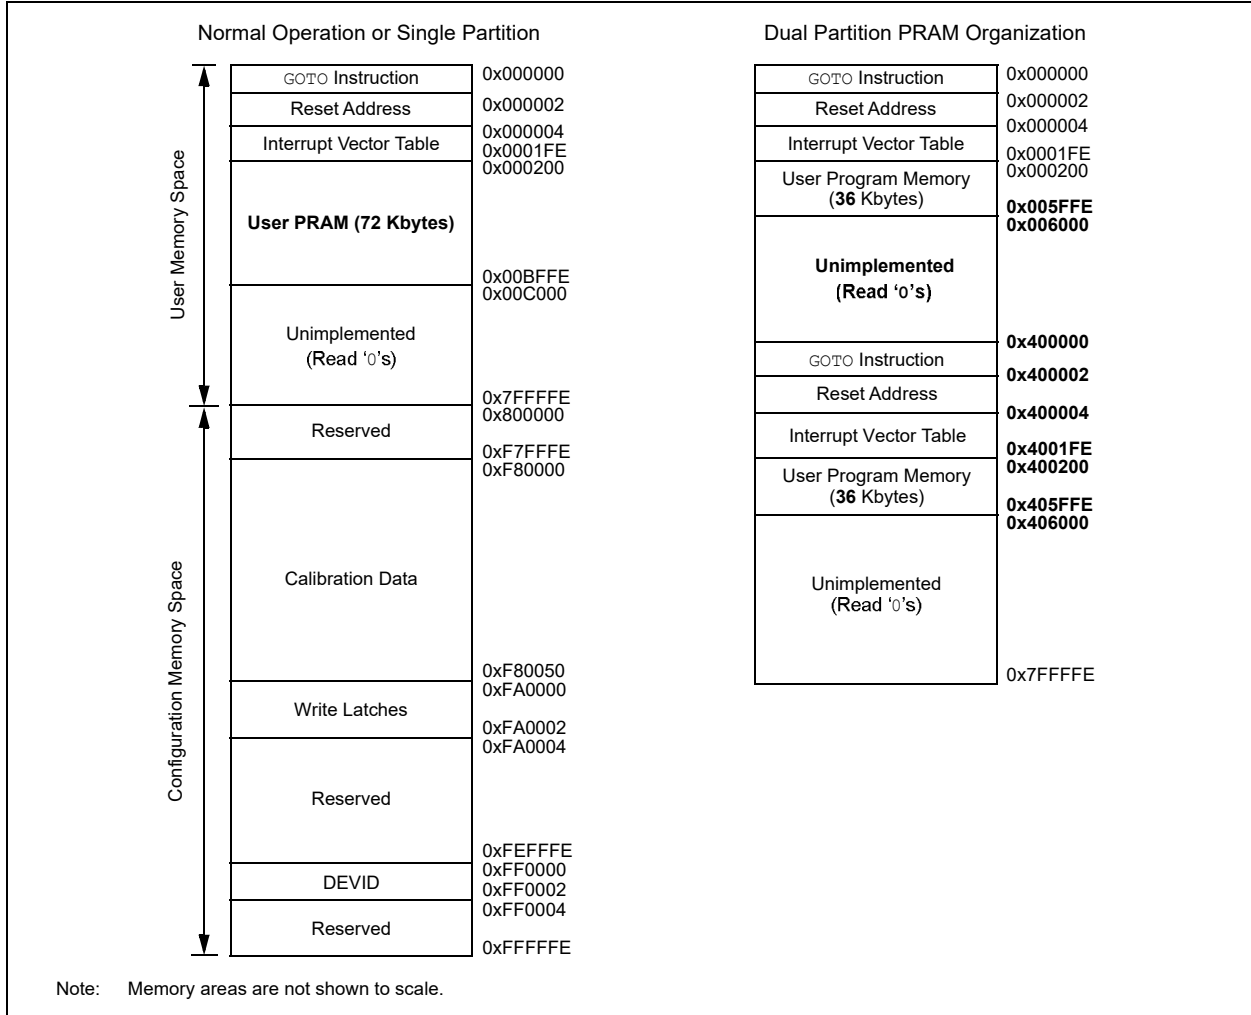 Normal Operation or Single Partition
GOTO Instruction
0x000000
Reset Address
0x000002
0x000004
Interrupt Vector Table
0x0001FE
0x000200
User PRAM (72 Kbytes)
0x00BFFE
0x00C000
Unimplemented
(Read ‘0’s)
0x7FFFFE
0x800000
Reserved
0xF7FFFE
0xF80000
Calibration Data
0xF80050
0xFA0000
Write Latches
0xFA0002
0xFA0004
Reserved
0xFEFFFE
0xFF0000
DEVID
0xFF0002
0xFF0004
Reserved
0xFFFFFE
User Memory Space
Configuration Memory Space
Dual Partition PRAM Organization
GOTO Instruction
0x000000
Reset Address
0x000002
0x000004
Interrupt Vector Table
0x0001FE
0x000200
User Program Memory
(36 Kbytes)
0x005FFE
0x006000
Unimplemented
(Read ‘0’s)
0x400000
GOTO Instruction
0x400002
Reset Address
0x400004
Interrupt Vector Table
0x4001FE
0x400200
User Program Memory
(36 Kbytes)
0x405FFE
0x406000
Unimplemented
(Read ‘0’s)
0x7FFFFE
Note: Memory areas are not shown to scale.